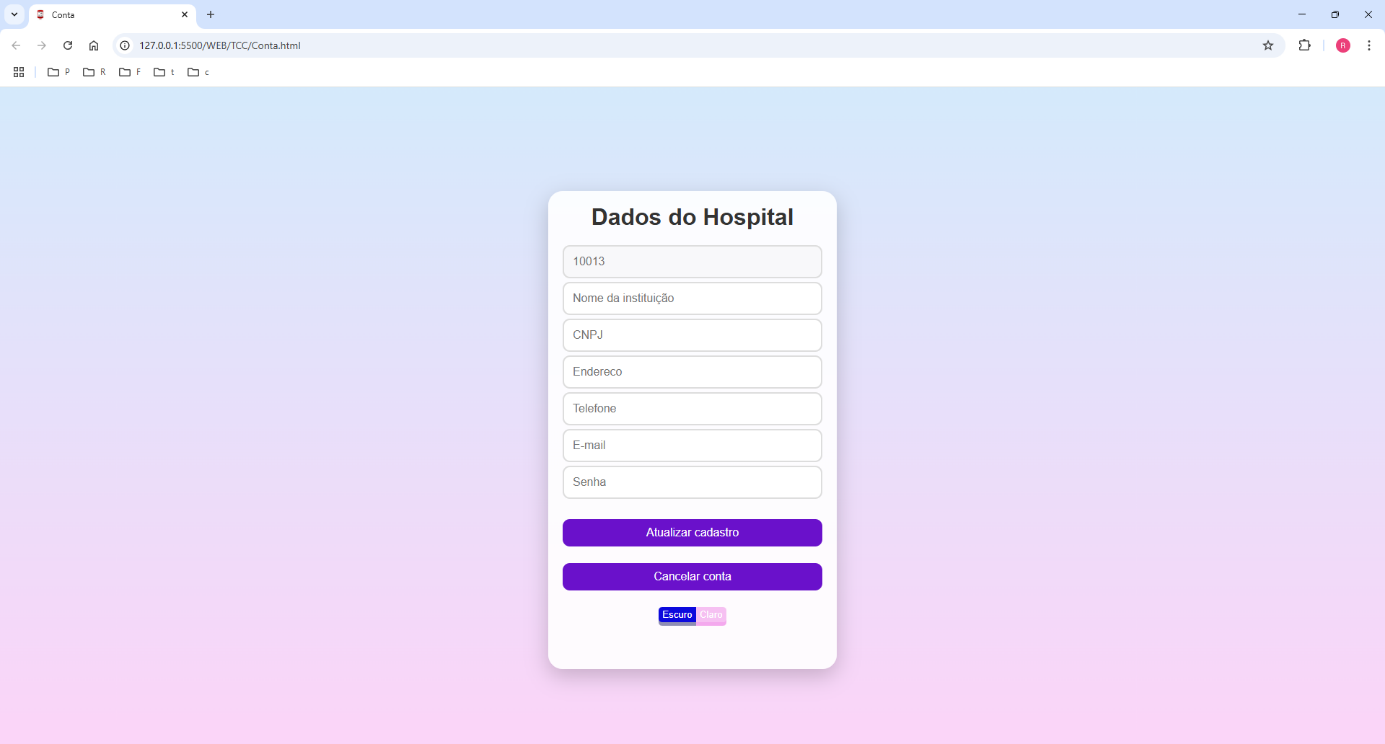 Conta
127.0.0.1:5500/WEB/TCC/Conta.html
R
P R F t c
Dados do Hospital
10013
Nome da instituição
CNPJ
Endereco
Telefone
E-mail
Senha
Atualizar cadastro
Cancelar conta
Escuro Claro